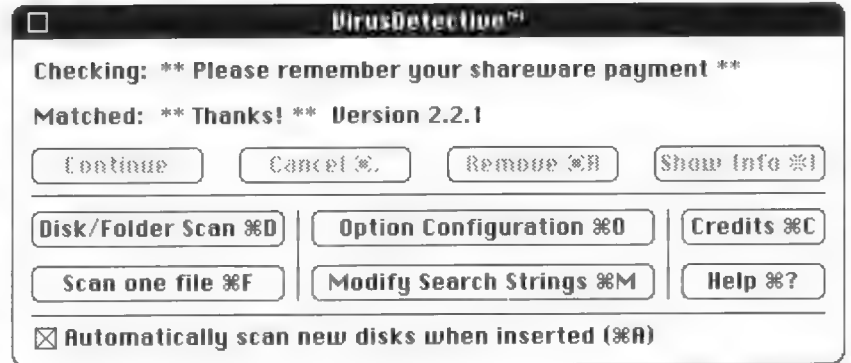 VirusDetective™
Checking: ** Please remember your shareware payment **
Matched: ** Thanks! ** Version 2.2.1
Continue Cancel ⌘. Remove ⌘R Show Info ⌘I
Disk/Folder Scan ⌘D Option Configuration ⌘O Credits ⌘C
Scan one file ⌘F Modify Search Strings ⌘M Help ⌘?
Automatically scan new disks when inserted (⌘A)